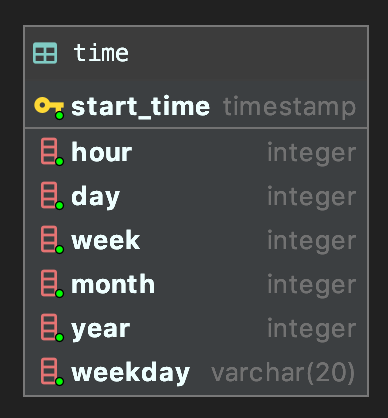 time
start_time timestamp
hour integer
day integer
week integer
month integer
year integer
weekday varchar(20)